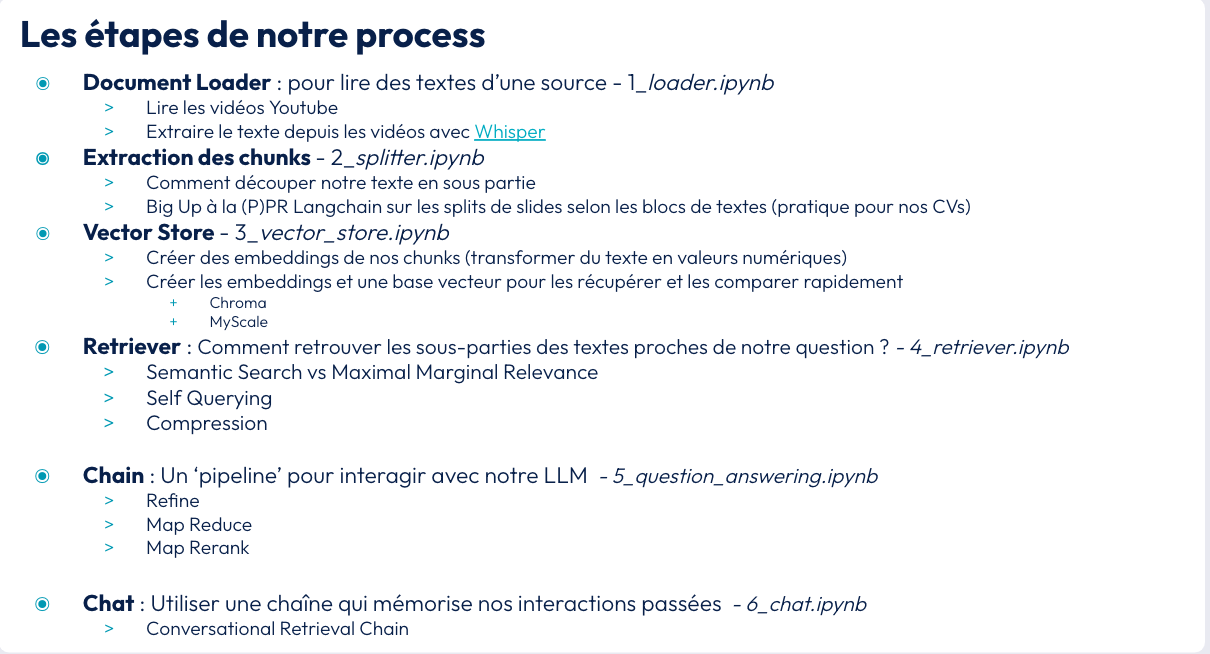 Les étapes de notre process
◉ Document Loader : pour lire des textes d’une source - 1_loader.ipynb
> Lire les vidéos Youtube
> Extraire le texte depuis les vidéos avec Whisper
◉ Extraction des chunks - 2_splitter.ipynb
> Comment découper notre texte en sous partie
> Big Up à la (P)PR Langchain sur les splits de slides selon les blocs de textes (pratique pour nos CVs)
◉ Vector Store - 3_vector_store.ipynb
> Créer des embeddings de nos chunks (transformer du texte en valeurs numériques)
> Créer les embeddings et une base vecteur pour les récupérer et les comparer rapidement
+ Chroma
+ MyScale
◉ Retriever : Comment retrouver les sous-parties des textes proches de notre question ? - 4_retriever.ipynb
> Semantic Search vs Maximal Marginal Relevance
> Self Querying
> Compression
◉ Chain : Un ‘pipeline’ pour interagir avec notre LLM - 5_question_answering.ipynb
> Refine
> Map Reduce
> Map Rerank
◉ Chat : Utiliser une chaîne qui mémorise nos interactions passées - 6_chat.ipynb
> Conversational Retrieval Chain